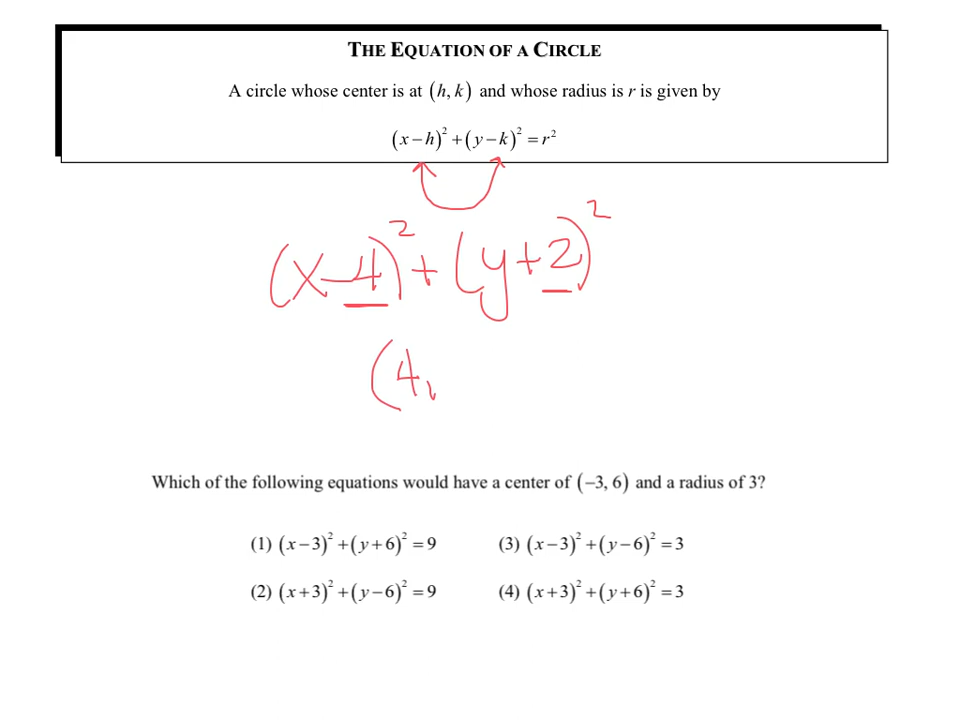 THE EQUATION OF A CIRCLE
A circle whose center is at (h, k) and whose radius is r is given by
(x−h)² +(y−k)² = r²
(x−4)² + (y+2)²
(4,
Which of the following equations would have a center of (−3, 6) and a radius of 3?
(1) (x−3)² +(y+6)² = 9 (3) (x−3)² +(y−6)² = 3
(2) (x+3)² +(y−6)² = 9 (4) (x+3)² +(y+6)² = 3